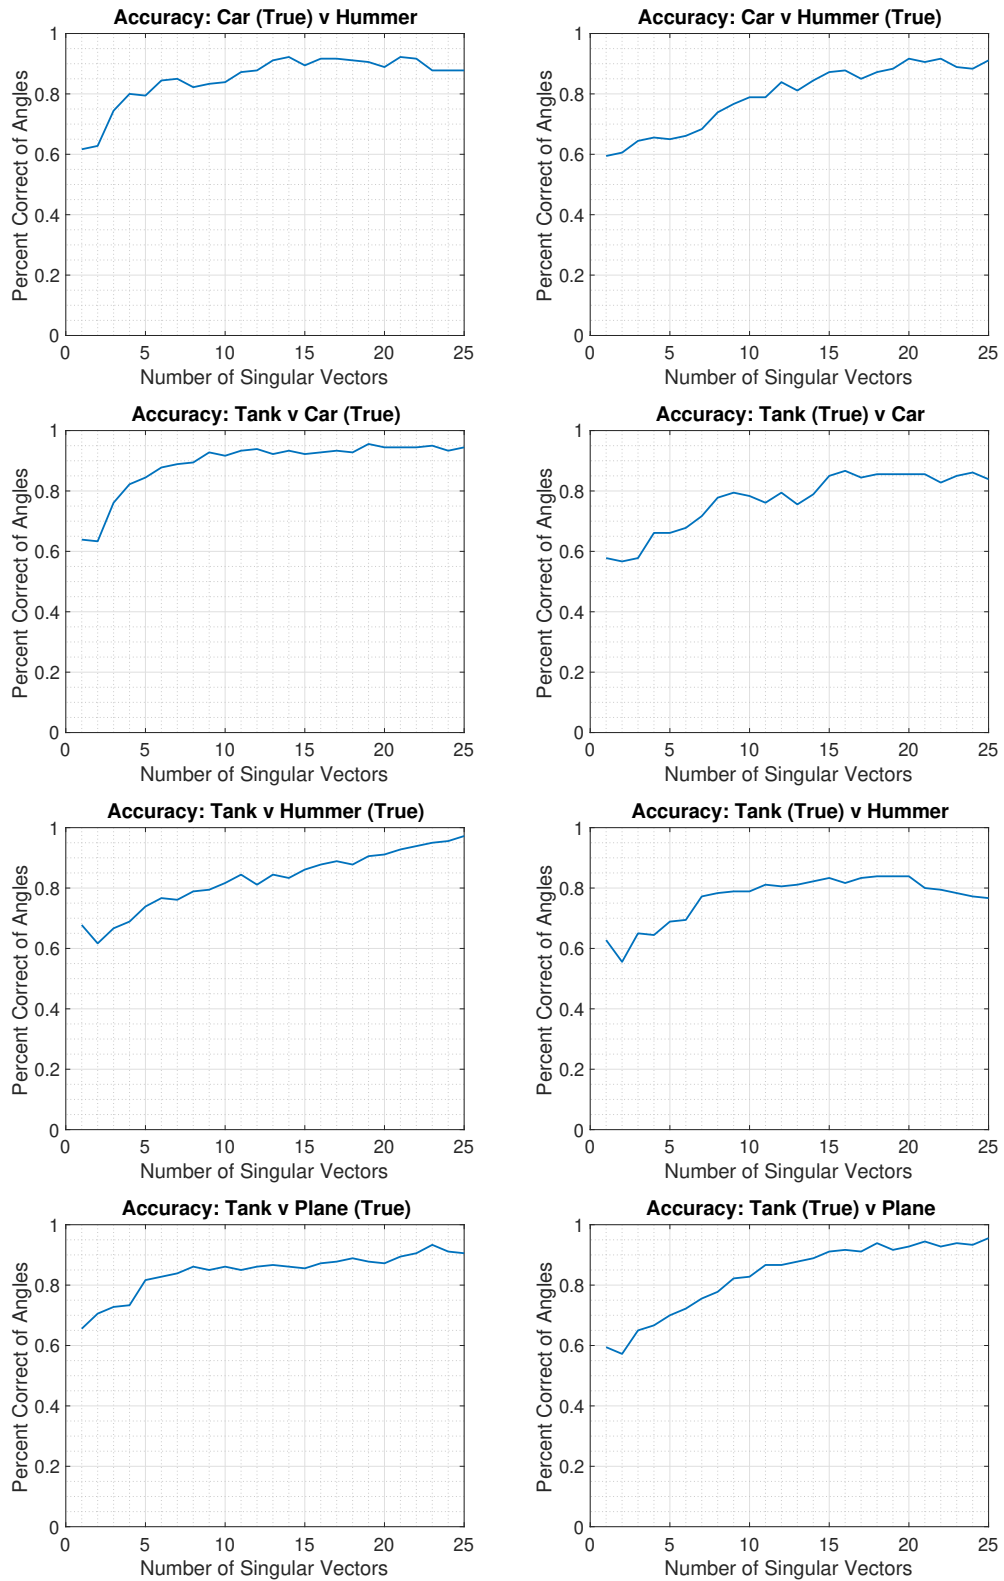 Accuracy: Car (True) v Hummer
Percent Correct of Angles
1
0.8
0.6
0.4
0.2
0
0 5 10 15 20 25
Number of Singular Vectors
Accuracy: Car v Hummer (True)
Percent Correct of Angles
1
0.8
0.6
0.4
0.2
0
0 5 10 15 20 25
Number of Singular Vectors
Accuracy: Tank v Car (True)
Percent Correct of Angles
1
0.8
0.6
0.4
0.2
0
0 5 10 15 20 25
Number of Singular Vectors
Accuracy: Tank (True) v Car
Percent Correct of Angles
1
0.8
0.6
0.4
0.2
0
0 5 10 15 20 25
Number of Singular Vectors
Accuracy: Tank v Hummer (True)
Percent Correct of Angles
1
0.8
0.6
0.4
0.2
0
0 5 10 15 20 25
Number of Singular Vectors
Accuracy: Tank (True) v Hummer
Percent Correct of Angles
1
0.8
0.6
0.4
0.2
0
0 5 10 15 20 25
Number of Singular Vectors
Accuracy: Tank v Plane (True)
Percent Correct of Angles
1
0.8
0.6
0.4
0.2
0
0 5 10 15 20 25
Number of Singular Vectors
Accuracy: Tank (True) v Plane
Percent Correct of Angles
1
0.8
0.6
0.4
0.2
0
0 5 10 15 20 25
Number of Singular Vectors